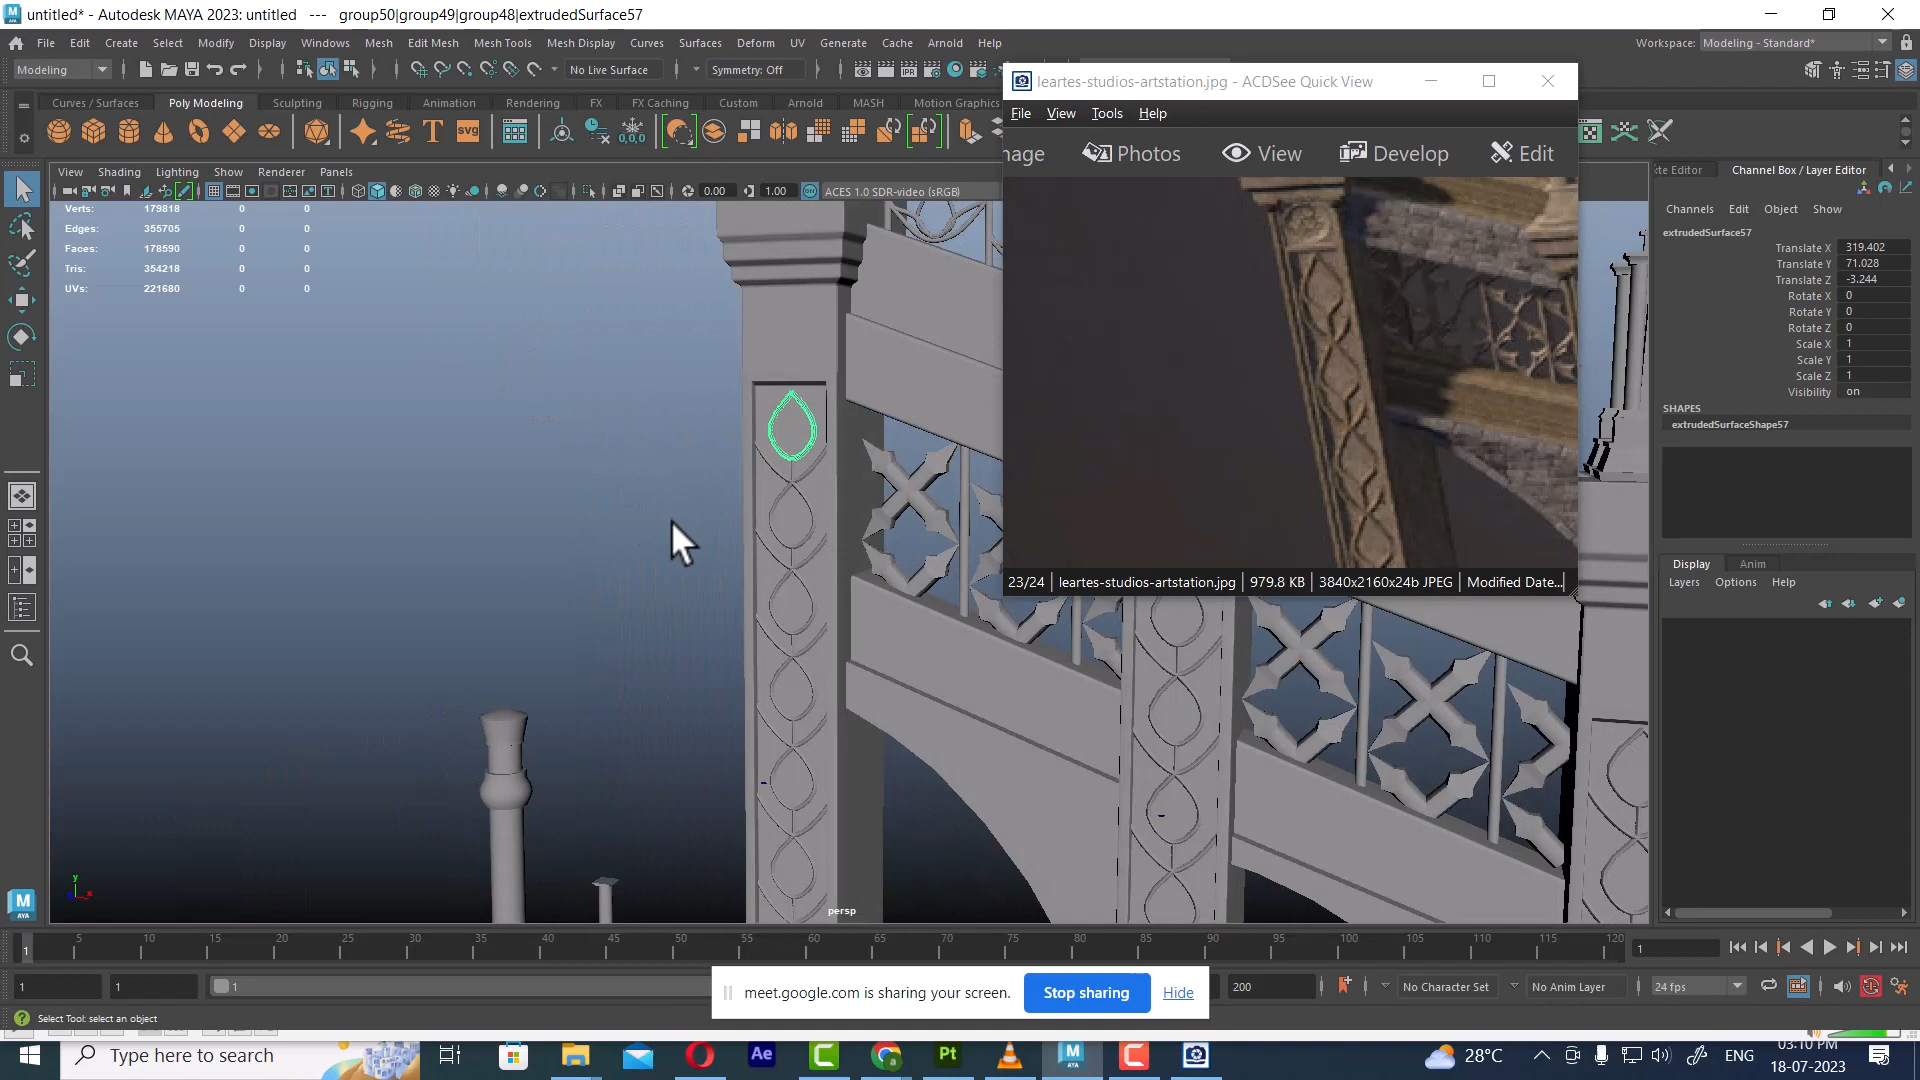 untitled* - Autodesk MAYA 2023: untitled   ---   group50|group49|group48|extrudedSurface57
File Edit Create Select Modify Display Windows Mesh Edit Mesh Mesh Tools Mesh Display Curves Surfaces Deform UV Generate Cache Arnold Help
Workspace: Modeling - Standard*
Modeling No Live Surface Symmetry: Off
Curves / Surfaces Poly Modeling Sculpting Rigging Animation Rendering FX FX Caching Custom Arnold MASH Motion Graphics
leartes-studios-artstation.jpg - ACDSee Quick View
File View Tools Help
Photos View Develop Edit
View Shading Lighting Show Renderer Panels
0.00 1.00 ACES 1.0 SDR-video (sRGB)
Verts: 179818 0 0
Edges: 355705 0 0
Faces: 178590 0 0
Tris: 354218 0 0
UVs: 221680 0 0
Channel Box / Layer Editor
Channels Edit Object Show
extrudedSurface57
Translate X 319.402
Translate Y 71.028
Translate Z -3.244
Rotate X 0
Rotate Y 0
Rotate Z 0
Scale X 1
Scale Y 1
Scale Z 1
Visibility on
SHAPES
extrudedSurfaceShape57
23/24 leartes-studios-artstation.jpg 979.8 KB 3840x2160x24b JPEG Modified Date...
Display Anim
Layers Options Help
y
x
persp
1 5 10 15 20 25 30 35 40 45 50 55 60 65 70 75 80 85 90 95 100 105 110 115 120 1
1 1 1 200 No Character Set No Anim Layer 24 fps
meet.google.com is sharing your screen. Stop sharing Hide
Select Tool: select an object
Type here to search
28°C ENG 03:10 PM
18-07-2023